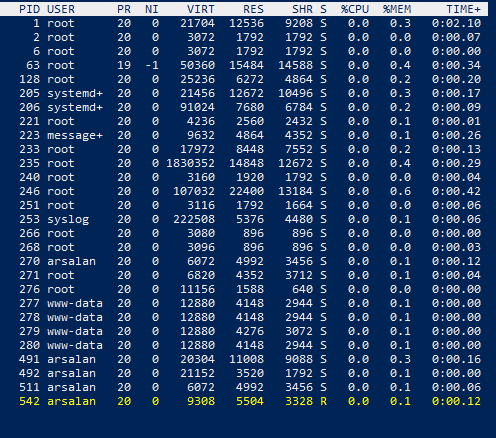 PID USER PR NI VIRT RES SHR S %CPU %MEM TIME+
1 root 20 0 21704 12536 9208 S 0.0 0.3 0:02.10
2 root 20 0 3072 1792 1792 S 0.0 0.0 0:00.07
6 root 20 0 3072 1792 1792 S 0.0 0.0 0:00.00
63 root 19 -1 50360 15484 14588 S 0.0 0.4 0:00.34
128 root 20 0 25236 6272 4864 S 0.0 0.2 0:00.20
205 systemd+ 20 0 21456 12672 10496 S 0.0 0.3 0:00.17
206 systemd+ 20 0 91024 7680 6784 S 0.0 0.2 0:00.09
221 root 20 0 4236 2560 2432 S 0.0 0.1 0:00.01
223 message+ 20 0 9632 4864 4352 S 0.0 0.1 0:00.26
233 root 20 0 17972 8448 7552 S 0.0 0.2 0:00.13
235 root 20 0 1830352 14848 12672 S 0.0 0.4 0:00.29
240 root 20 0 3160 1920 1792 S 0.0 0.0 0:00.04
246 root 20 0 107032 22400 13184 S 0.0 0.6 0:00.42
251 root 20 0 3116 1792 1664 S 0.0 0.0 0:00.06
253 syslog 20 0 222508 5376 4480 S 0.0 0.1 0:00.06
266 root 20 0 3080 896 896 S 0.0 0.0 0:00.00
268 root 20 0 3096 896 896 S 0.0 0.0 0:00.03
270 arsalan 20 0 6072 4992 3456 S 0.0 0.1 0:00.12
271 root 20 0 6820 4352 3712 S 0.0 0.1 0:00.04
276 root 20 0 11156 1588 640 S 0.0 0.0 0:00.00
277 www-data 20 0 12880 4148 2944 S 0.0 0.1 0:00.00
278 www-data 20 0 12880 4148 2944 S 0.0 0.1 0:00.00
279 www-data 20 0 12880 4276 3072 S 0.0 0.1 0:00.00
280 www-data 20 0 12880 4148 2944 S 0.0 0.1 0:00.00
491 arsalan 20 0 20304 11008 9088 S 0.0 0.3 0:00.16
492 arsalan 20 0 21152 3520 1792 S 0.0 0.1 0:00.00
511 arsalan 20 0 6072 4992 3456 S 0.0 0.1 0:00.06
542 arsalan 20 0 9308 5504 3328 R 0.0 0.1 0:00.12